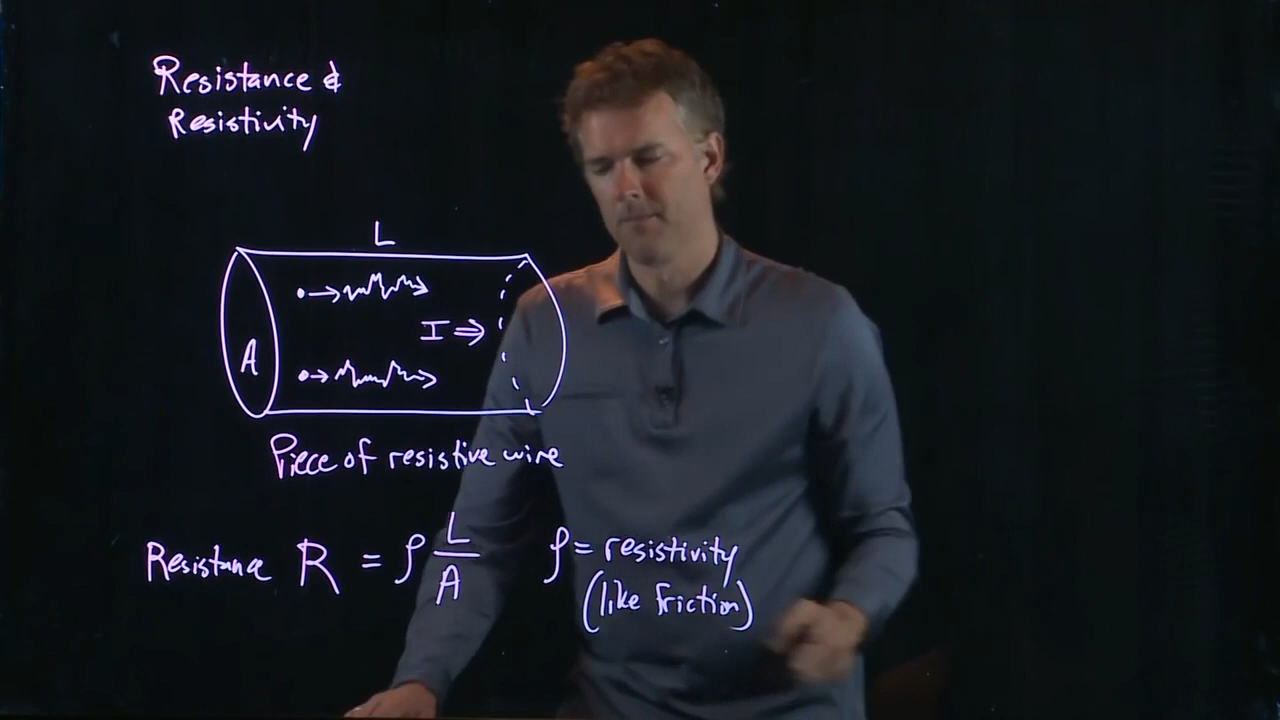 Resistance &
Resistivity
L
I ⇒
A
Piece of resistive wire
Resistance R = ρ L/A
ρ = resistivity
(like friction)